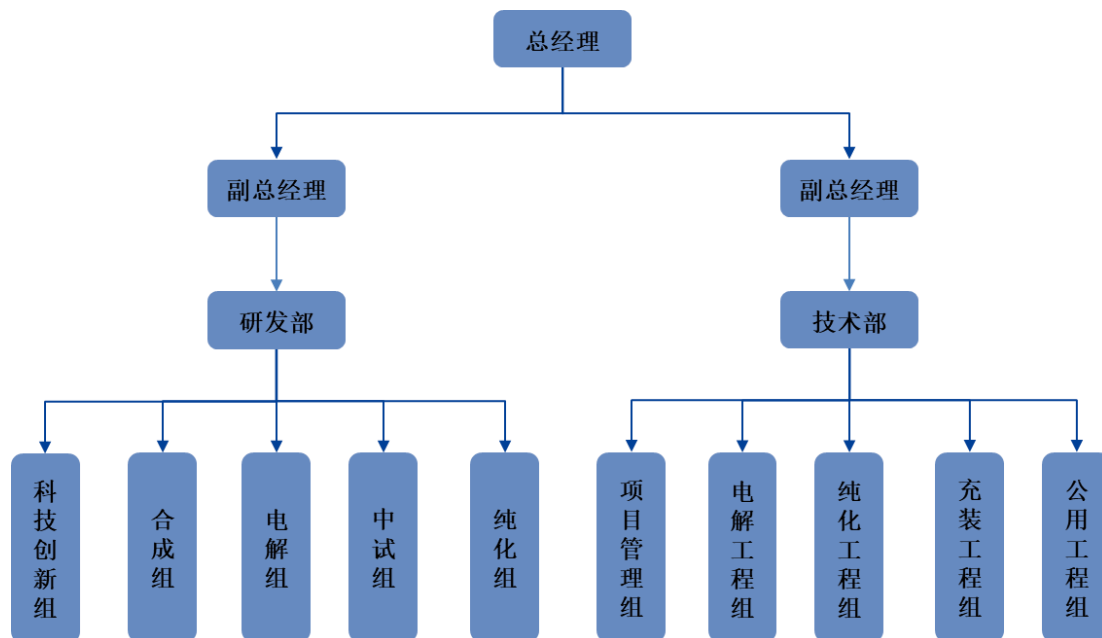 总经理
副总经理
副总经理
研发部
技术部
科技创新组
合成组
电解组
中试组
纯化组
项目管理组
电解工程组
纯化工程组
充装工程组
公用工程组